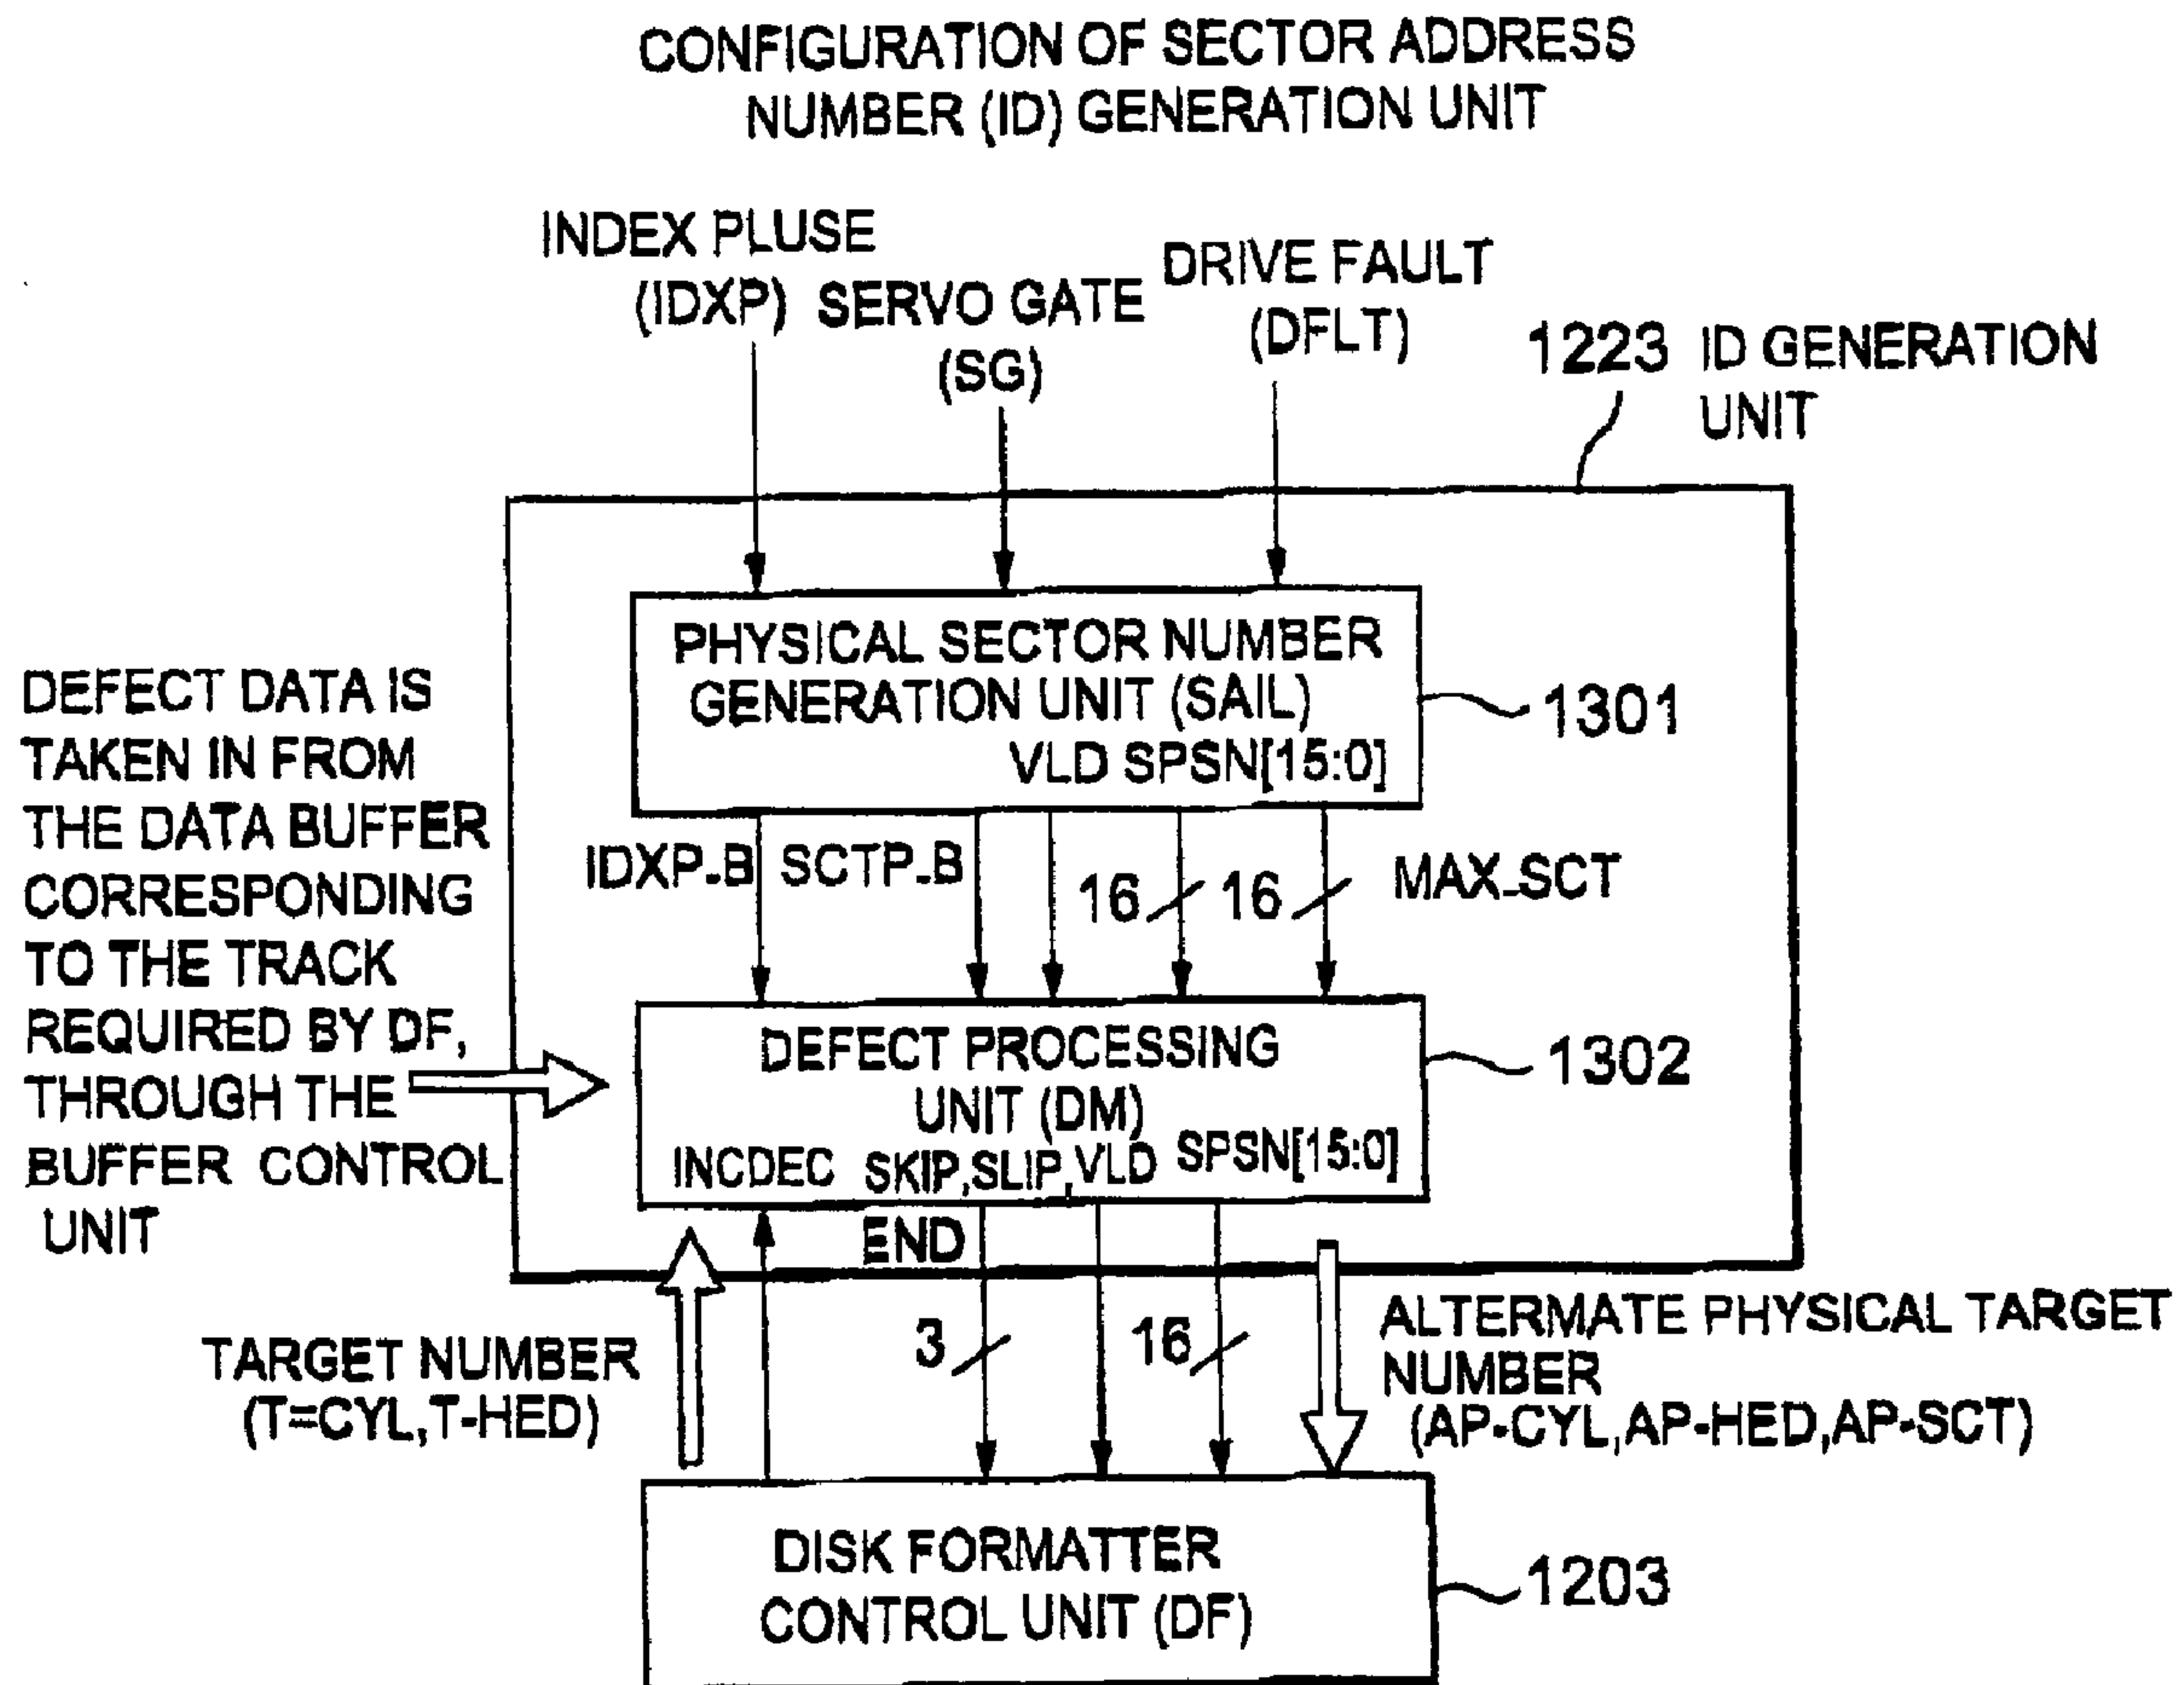 CONFIGURATION OF SECTOR ADDRESS
NUMBER (ID) GENERATION UNIT
INDEX PLUSE
(IDXP)
SERVO GATE
(SG)
DRIVE FAULT
(DFLT)
1223 ID GENERATION
UNIT
PHYSICAL SECTOR NUMBER
GENERATION UNIT (SAIL)
VLD SPSN[15:0]
1301
DEFECT DATA IS
TAKEN IN FROM
THE DATA BUFFER
CORRESPONDING
TO THE TRACK
REQUIRED BY DF,
THROUGH THE
BUFFER CONTROL
UNIT
IDXP-B
SCTP-B
16
16
MAX-SCT
DEFECT PROCESSING
UNIT (DM)
INCDEC SKIP,SLIP, VLD SPSN[15:0]
END
1302
TARGET NUMBER
(T=CYL,T-HED)
3
16
ALTERMATE PHYSICAL TARGET
NUMBER
(AP-CYL,AP-HED,AP-SCT)
DISK FORMATTER
CONTROL UNIT (DF)
1203